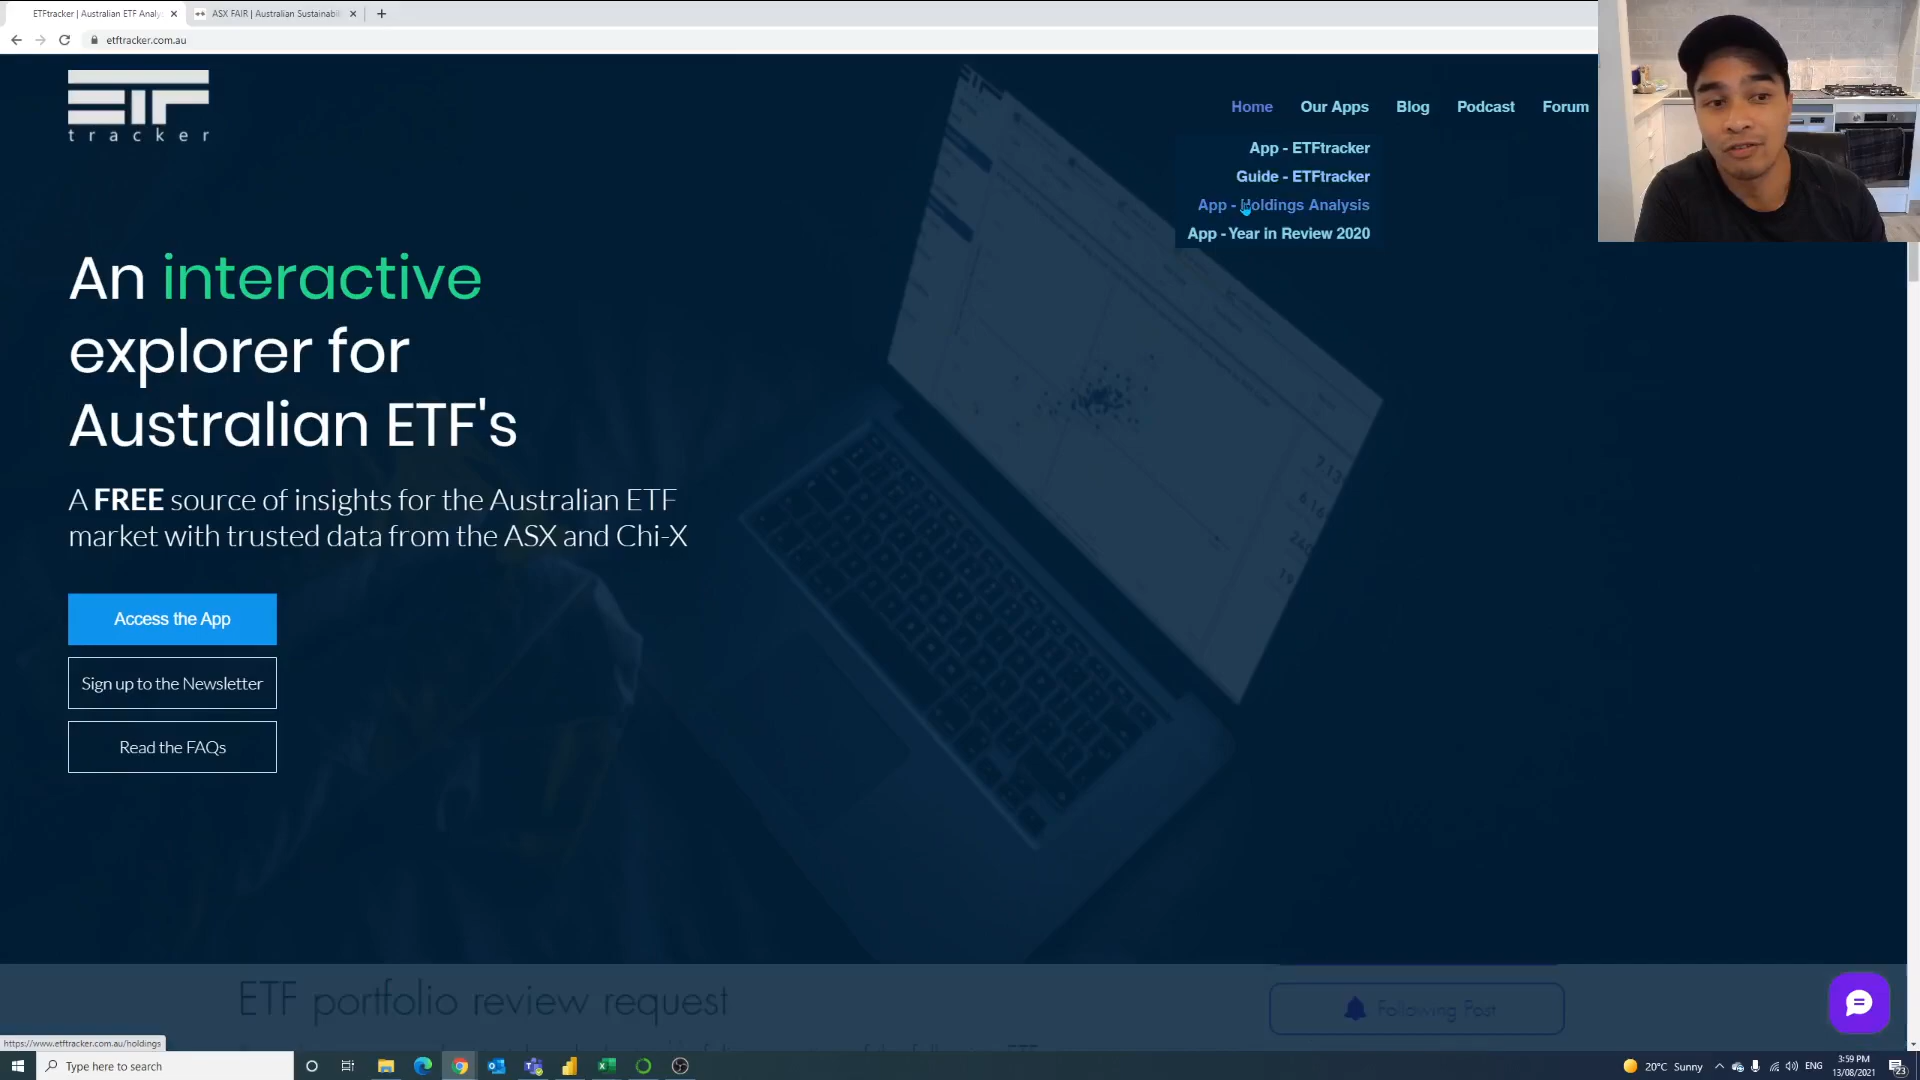 ETFtracker | Australian ETF Analy
ASX FAIR | Australian Sustainabil
etftracker.com.au
ETF
tracker
Home
Our Apps
Blog
Podcast
Forum
App - ETFtracker
Guide - ETFtracker
App - Holdings Analysis
App - Year in Review 2020
An interactive
explorer for
Australian ETF's
A FREE source of insights for the Australian ETF
market with trusted data from the ASX and Chi-X
Access the App
Sign up to the Newsletter
Read the FAQs
ETF portfolio review request
Following Post
https://www.etftracker.com.au/holdings
Type here to search
20°C Sunny
ENG
3:59 PM
13/08/2021
23